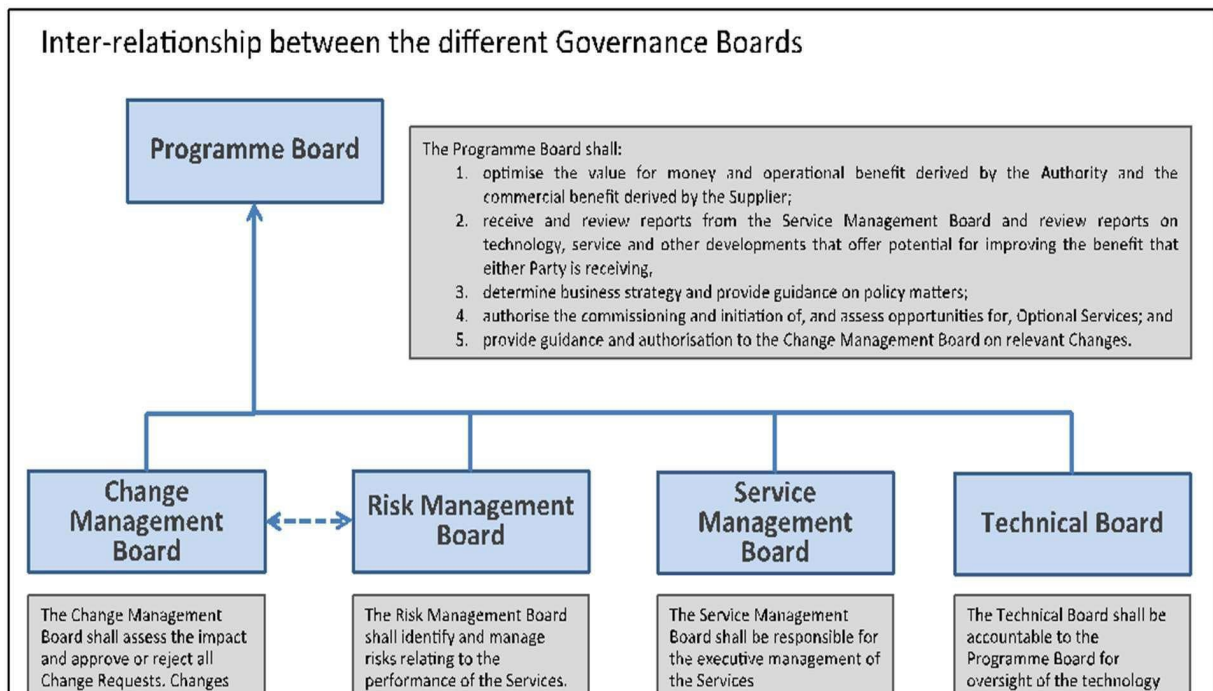 Inter-relationship between the different Governance Boards
Programme Board
The Programme Board shall:
1. optimise the value for money and operational benefit derived by the Authority and the
commercial benefit derived by the Supplier;
2. receive and review reports from the Service Management Board and review reports on
technology, service and other developments that offer potential for improving the benefit that
either Party is receiving,
3. determine business strategy and provide guidance on policy matters;
4. authorise the commissioning and initiation of, and assess opportunities for, Optional Services; and
5. provide guidance and authorisation to the Change Management Board on relevant Changes.
Change
Management
Board
Risk Management
Board
Service
Management
Board
Technical Board
The Change Management
Board shall assess the impact
and approve or reject all
Change Requests. Changes
The Risk Management Board
shall identify and manage
risks relating to the
performance of the Services.
The Service Management
Board shall be responsible for
the executive management of
the Services
The Technical Board shall be
accountable to the
Programme Board for
oversight of the technology